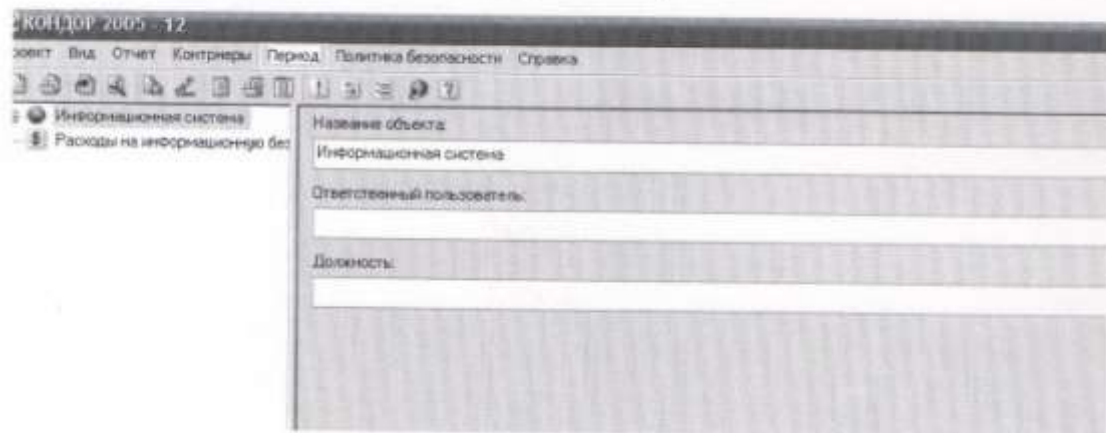 КОНДОР 2005 - 12
роект Вид Отчет Контрмеры Период Политика безопасности Справка
Информационная система
Расходы на информационную без
Название объекта:
Информационная система
Ответственный пользователь:
Должность: